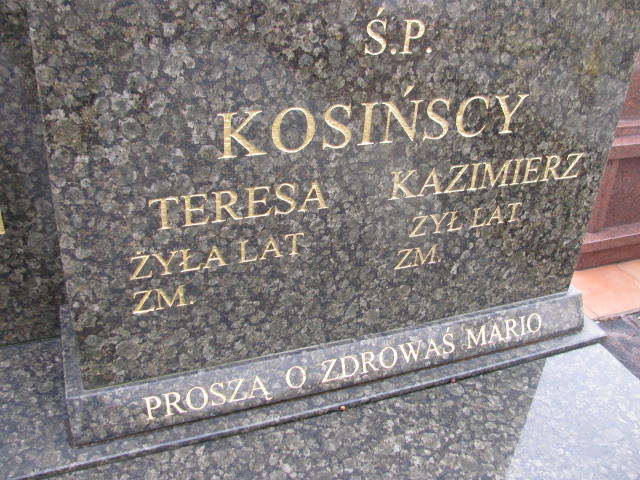 Ś.P.
KOSIŃSCY
TERESA KAZIMIERZ
ŻYŁA LAT ŻYŁ LAT
ZM. ZM.
PROSZĄ O ZDROWAŚ MARIO